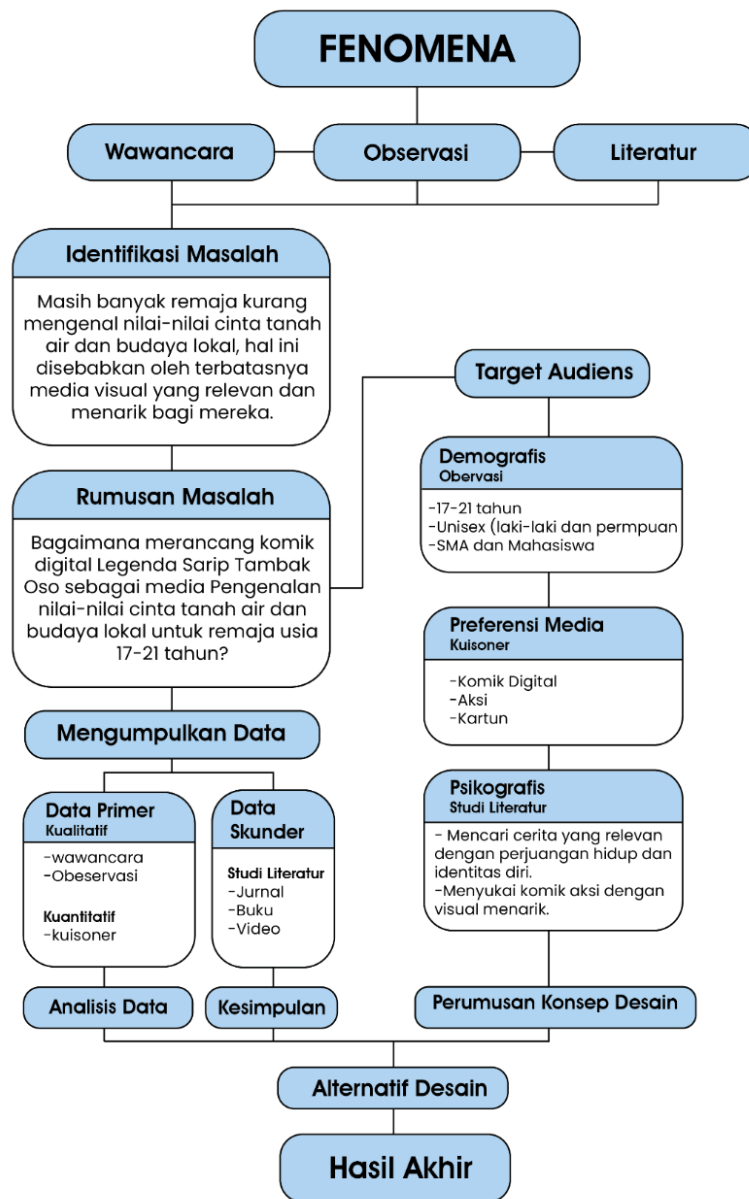 FENOMENA
Wawancara
Observasi
Literatur
Identifikasi Masalah
Masih banyak remaja kurang
mengenal nilai-nilai cinta tanah
air dan budaya lokal, hal ini
disebabkan oleh terbatasnya
media visual yang relevan dan
menarik bagi mereka.
Rumusan Masalah
Bagaimana merancang komik
digital Legenda Sarip Tambak
Oso sebagai media Pengenalan
nilai-nilai cinta tanah air dan
budaya lokal untuk remaja usia
17-21 tahun?
Mengumpulkan Data
Data Primer
Kualitatif
-wawancara
-Obeservasi
Kuantitatif
-kuisoner
Data
Skunder
Studi Literatur
-Jurnal
-Buku
-Video
Analisis Data
Kesimpulan
Target Audiens
Demografis
Obervasi
-17-21 tahun
-Unisex (laki-laki dan permpuan
-SMA dan Mahasiswa
Preferensi Media
Kuisoner
-Komik Digital
-Aksi
-Kartun
Psikografis
Studi Literatur
- Mencari cerita yang relevan
dengan perjuangan hidup dan
identitas diri.
-Menyukai komik aksi dengan
visual menarik.
Perumusan Konsep Desain
Alternatif Desain
Hasil Akhir